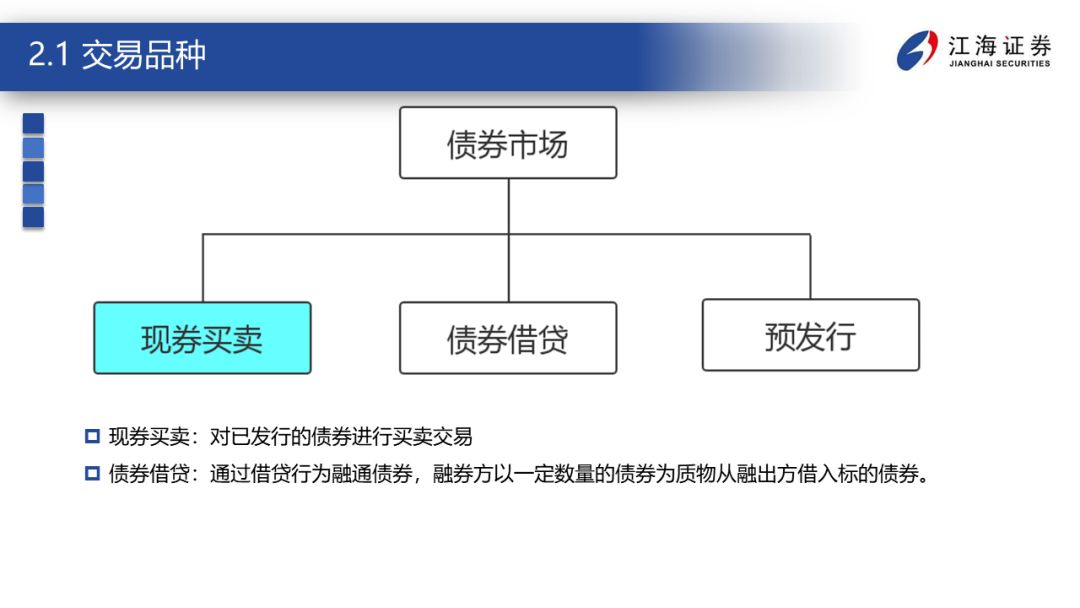 2.1 交易品种
江海证券
JIANGHAI SECURITIES
债券市场
现券买卖
债券借贷
预发行
现券买卖：对已发行的债券进行买卖交易
债券借贷：通过借贷行为融通债券，融券方以一定数量的债券为质物从融出方借入标的债券。